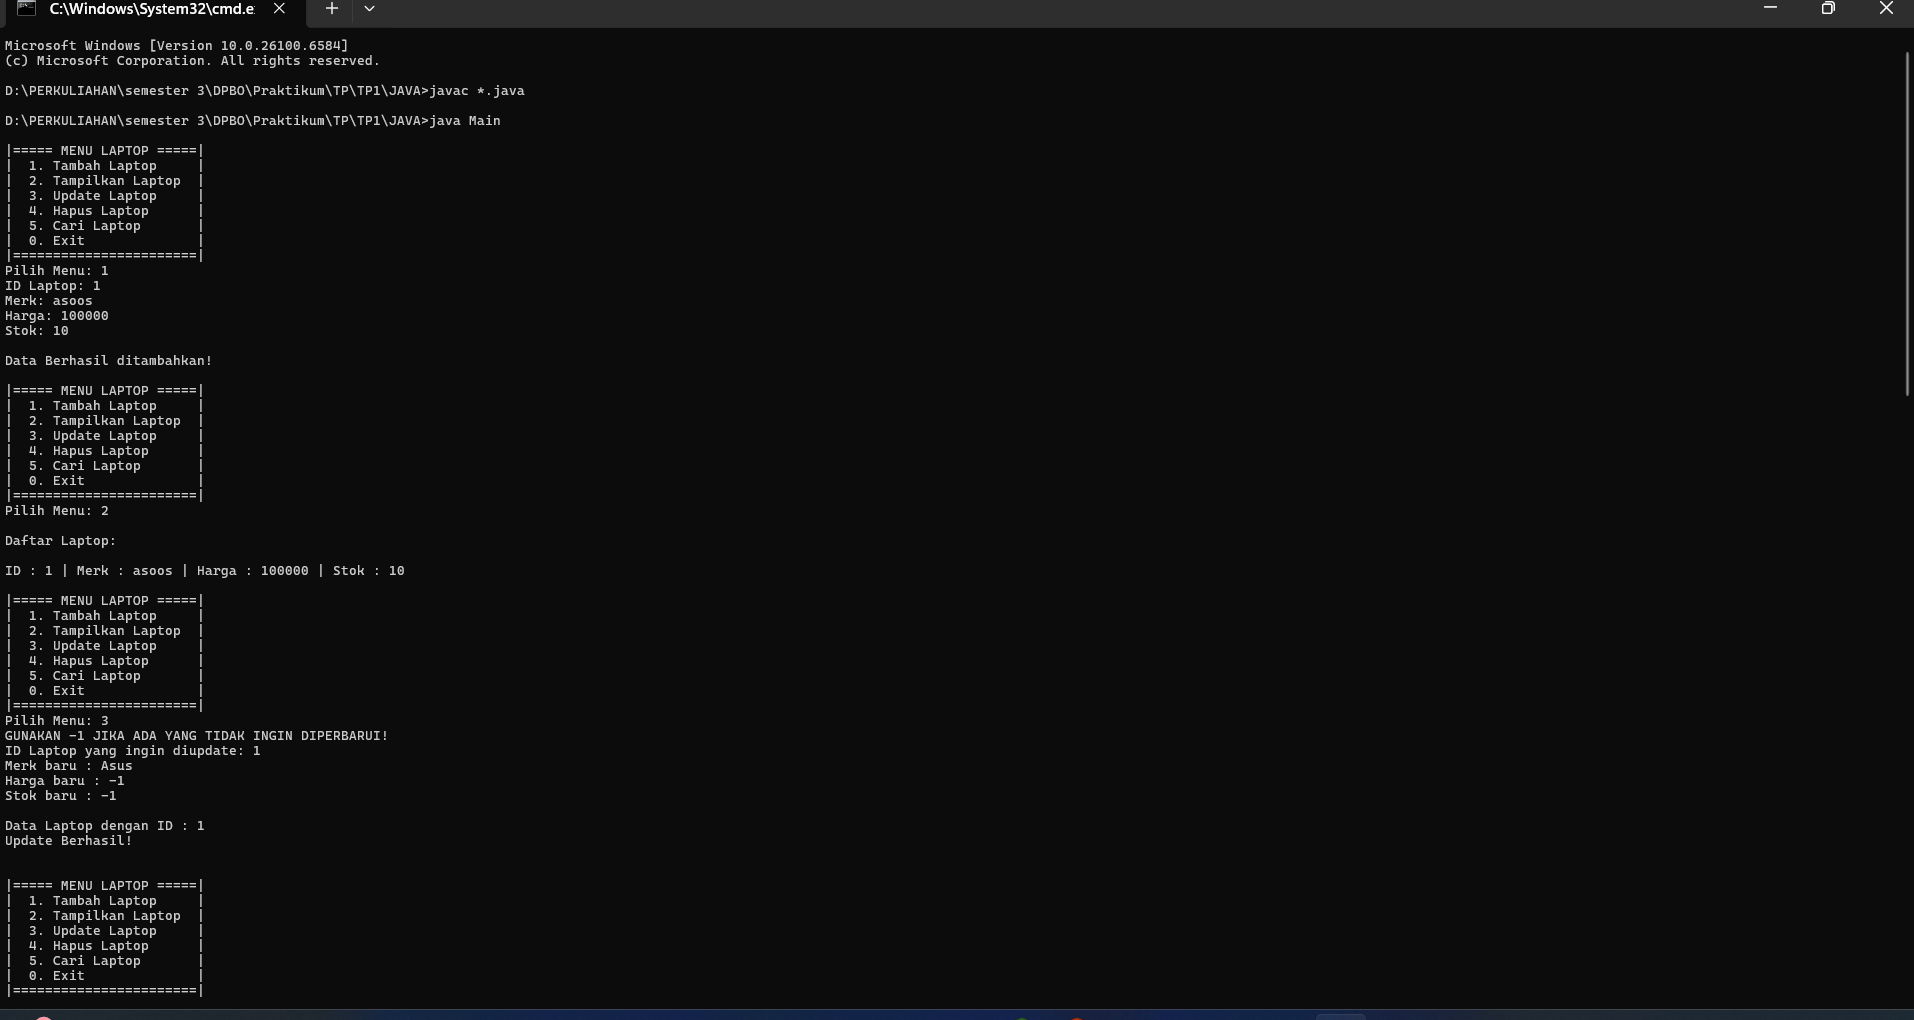 C:\Windows\System32\cmd.e
Microsoft Windows [Version 10.0.26100.6584]
(c) Microsoft Corporation. All rights reserved.
D:\PERKULIAHAN\semester 3\DPBO\Praktikum\TP\TP1\JAVA>javac *.java
D:\PERKULIAHAN\semester 3\DPBO\Praktikum\TP\TP1\JAVA>java Main
|===== MENU LAPTOP =====|
|  1. Tambah Laptop     |
|  2. Tampilkan Laptop  |
|  3. Update Laptop     |
|  4. Hapus Laptop      |
|  5. Cari Laptop       |
|  0. Exit              |
|=======================|
Pilih Menu: 1
ID Laptop: 1
Merk: asoos
Harga: 100000
Stok: 10
Data Berhasil ditambahkan!
|===== MENU LAPTOP =====|
|  1. Tambah Laptop     |
|  2. Tampilkan Laptop  |
|  3. Update Laptop     |
|  4. Hapus Laptop      |
|  5. Cari Laptop       |
|  0. Exit              |
|=======================|
Pilih Menu: 2
Daftar Laptop:
ID : 1 | Merk : asoos | Harga : 100000 | Stok : 10
|===== MENU LAPTOP =====|
|  1. Tambah Laptop     |
|  2. Tampilkan Laptop  |
|  3. Update Laptop     |
|  4. Hapus Laptop      |
|  5. Cari Laptop       |
|  0. Exit              |
|=======================|
Pilih Menu: 3
GUNAKAN -1 JIKA ADA YANG TIDAK INGIN DIPERBARUI!
ID Laptop yang ingin diupdate: 1
Merk baru : Asus
Harga baru : -1
Stok baru : -1
Data Laptop dengan ID : 1
Update Berhasil!
|===== MENU LAPTOP =====|
|  1. Tambah Laptop     |
|  2. Tampilkan Laptop  |
|  3. Update Laptop     |
|  4. Hapus Laptop      |
|  5. Cari Laptop       |
|  0. Exit              |
|=======================|